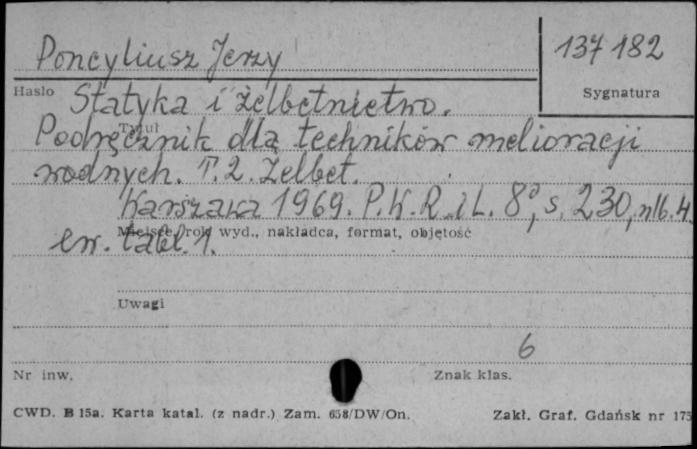 Poncyliusz Jerzy
137 182
Hasło
Sygnatura
Statyka i żelbetnictwo.
Tytuł
Podręcznik dla techników melioracji
wodnych. T. 2. Żelbet.
Warszawa 1969. P.W.R. i L. 8°, s. 230, nlb. 4.
Miejsce, rok wyd., nakładca, format, objętość
err. tabl. 1.
Uwagi
6
Nr inw.
Znak klas.
CWD. B 15a. Karta katal. (z nadr.) Zam. 658/DW/On.
Zakł. Graf. Gdańsk nr 175